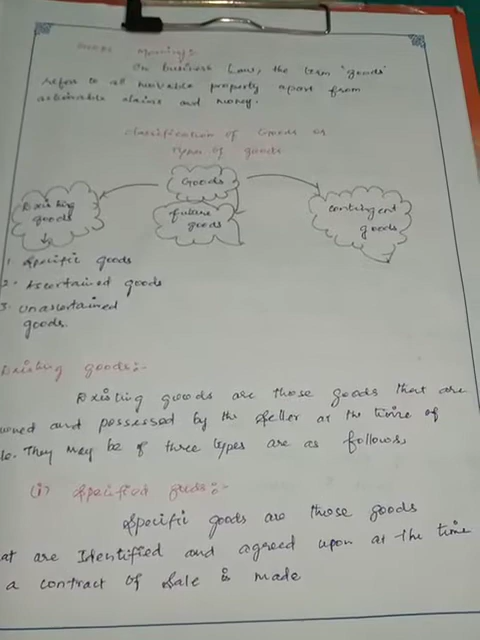 Meaning:
In business Law, the term 'goods'
refers to all movable property apart from
actionable claims and money.
Classification of Goods or
types of goods
Goods
Existing
goods
future
goods
Contingent
goods
1. Specific goods
2. Ascertained goods
3. Unascertained
goods.
Existing goods:-
Existing goods are those goods that are
owned and possessed by the seller at the time of
le. They may be of three types are as follows
(i) Specified goods:-
Specific goods are those goods
at are Identified and agreed upon at the time
a contract of Sale is made